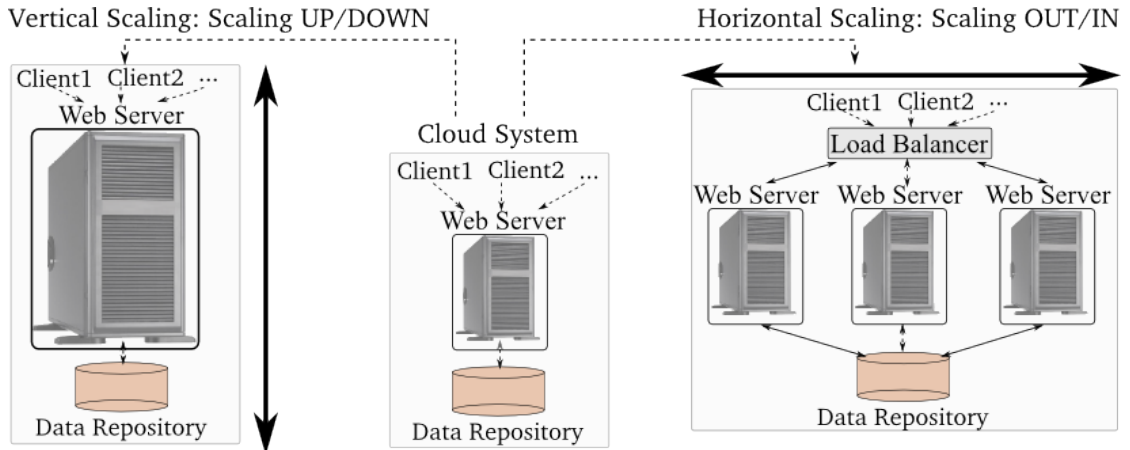 Vertical Scaling: Scaling UP/DOWN
Client1 Client2 ...
Web Server
Data Repository
Cloud System
Client1 Client2 ...
Web Server
Data Repository
Horizontal Scaling: Scaling OUT/IN
Client1 Client2 ...
Load Balancer
Web Server Web Server Web Server
Data Repository